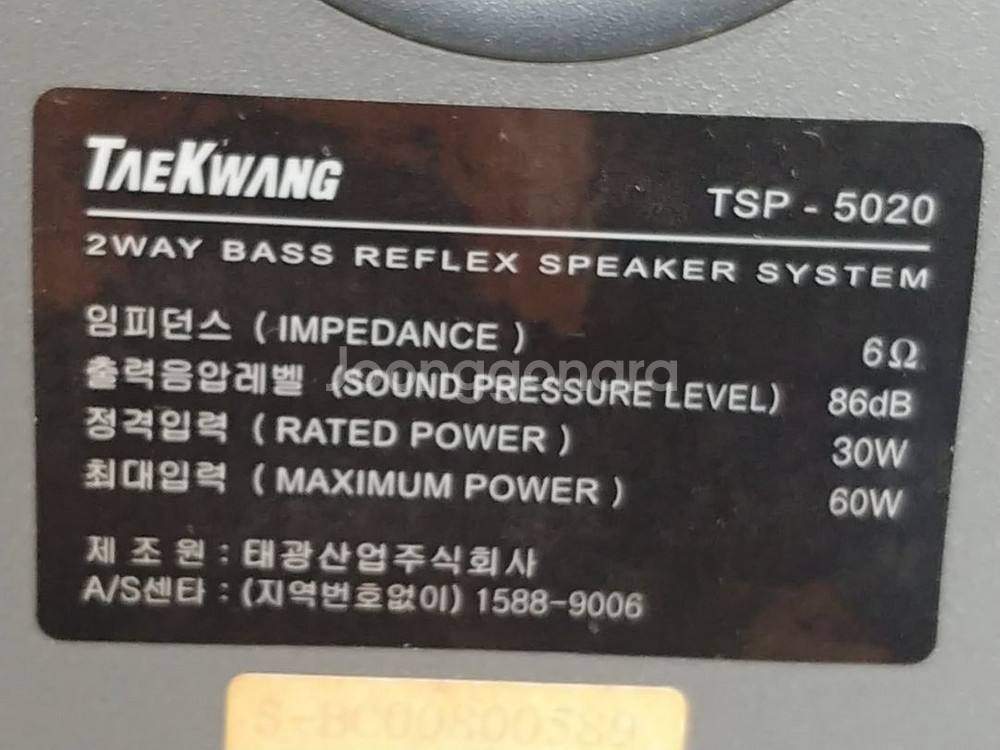 TAEKWANG
TSP - 5020
2WAY BASS REFLEX SPEAKER SYSTEM
임피던스 ( IMPEDANCE ) 6Ω
출력음압레벨 (SOUND PRESSURE LEVEL) 86dB
정격입력 ( RATED POWER ) 30W
최대입력 ( MAXIMUM POWER ) 60W
Joonggonara
제 조 원 : 태광산업주식회사
A/S센타 : (지역번호없이) 1588-9006
S-BC00800589